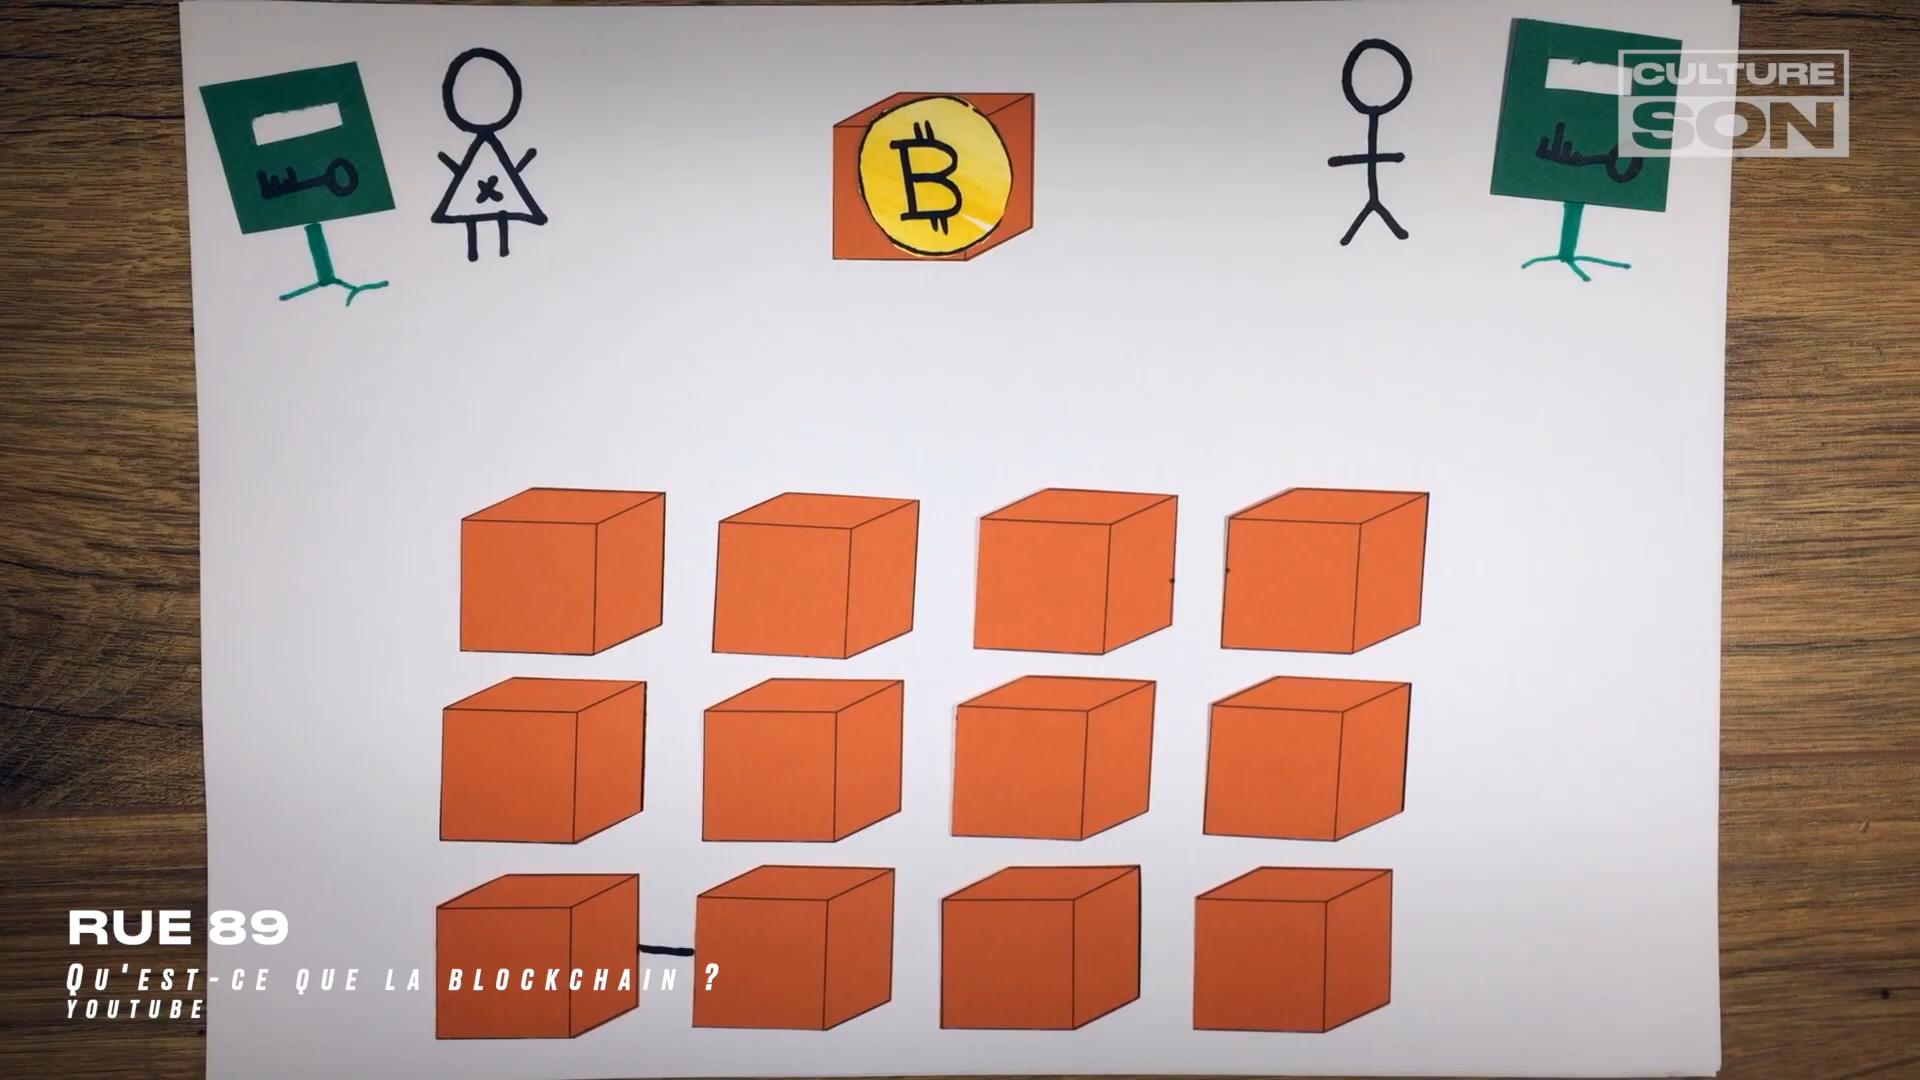 CULTURE
SON
B
RUE 89
QU'EST-CE QUE LA BLOCKCHAIN ?
YOUTUBE